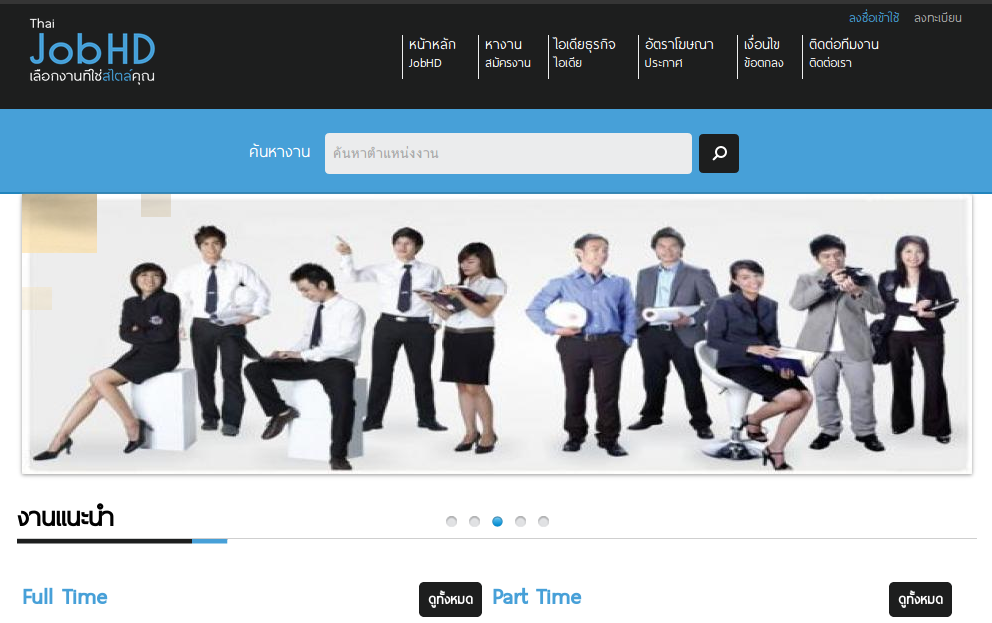 ลงชื่อเข้าใช้ ลงทะเบียน
Thai
JobHD
เลือกงานที่ใช่สไตล์คุณ
หน้าหลัก หางาน ไอเดียธุรกิจ อัตราโฆษณา เงื่อนไข ติดต่อทีมงาน
JobHD สมัครงาน ไอเดีย ประกาศ ข้อตกลง ติดต่อเรา
ค้นหางาน ค้นหาตำแหน่งงาน
งานแนะนำ
Full Time ดูทั้งหมด Part Time ดูทั้งหมด